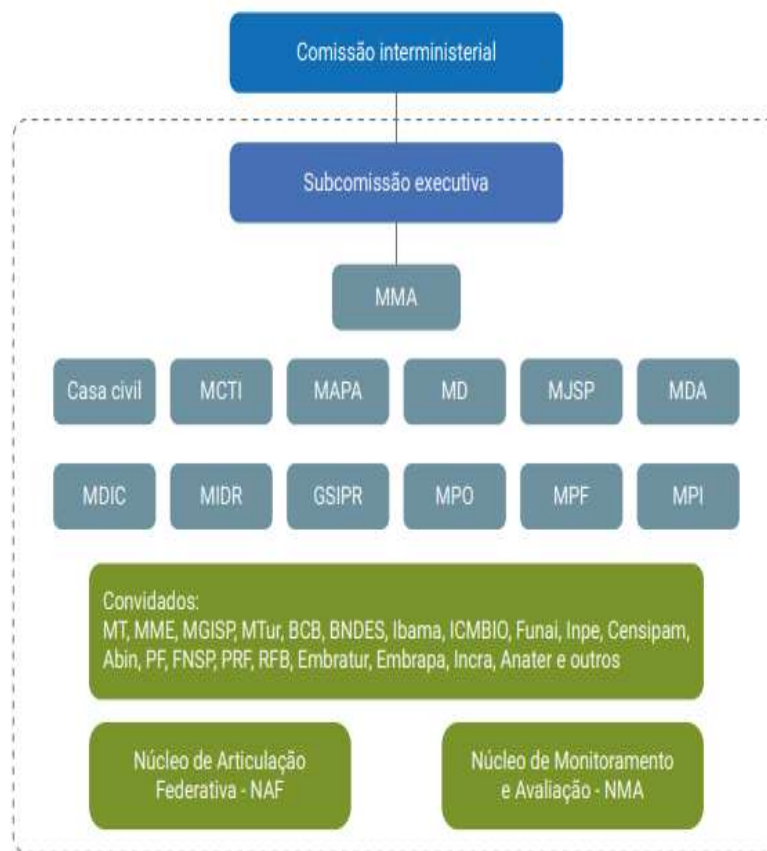 Comissão interministerial
Subcomissão executiva
MMA
Casa civil
MCTI
MAPA
MD
MJSP
MDA
MDIC
MIDR
GSIPR
MPO
MPF
MPI
Convidados:
MT, MME, MGISP, MTur, BCB, BNDES, Ibama, ICMBIO, Funai, Inpe, Censipam,
Abin, PF, FNSP, PRF, RFB, Embratur, Embrapa, Incra, Anater e outros
Núcleo de Articulação
Federativa - NAF
Núcleo de Monitoramento
e Avaliação - NMA